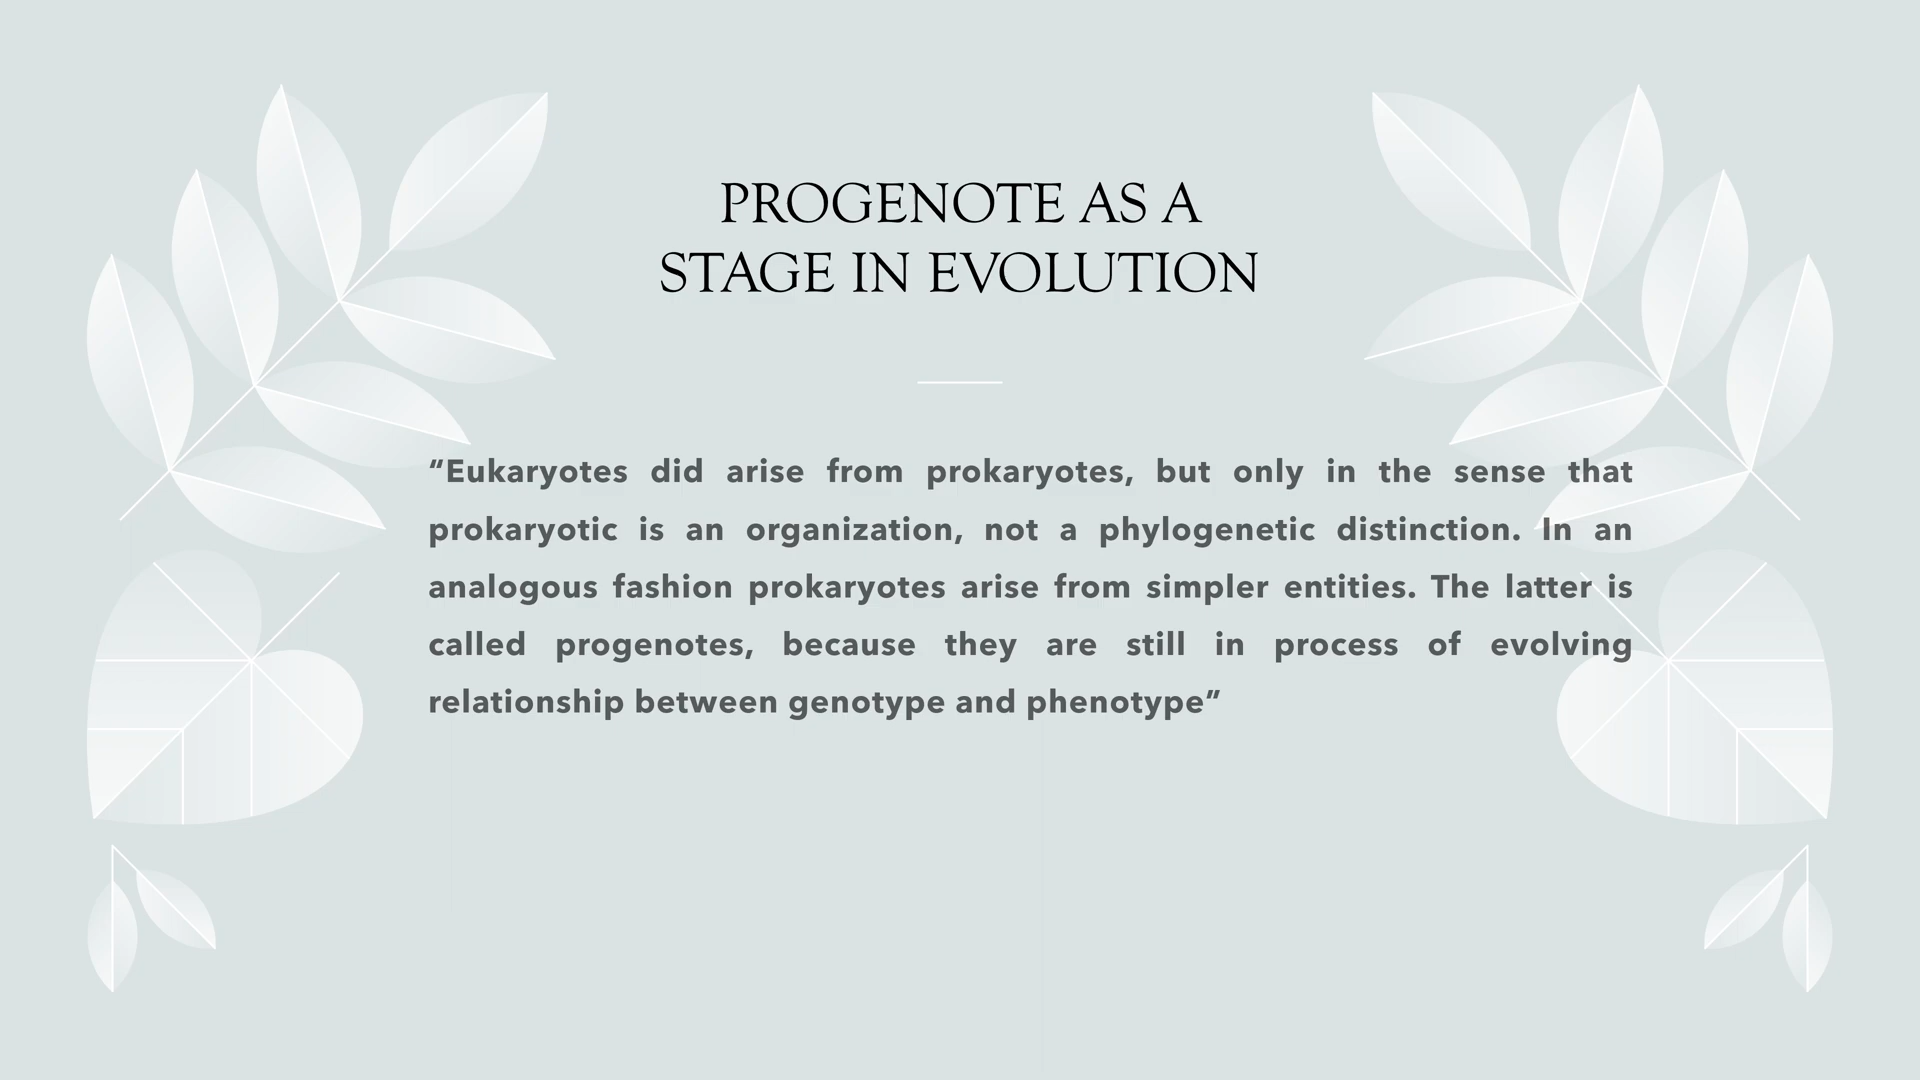 PROGENOTE AS A
STAGE IN EVOLUTION
“Eukaryotes did arise from prokaryotes, but only in the sense that
prokaryotic is an organization, not a phylogenetic distinction. In an
analogous fashion prokaryotes arise from simpler entities. The latter is
called progenotes, because they are still in process of evolving
relationship between genotype and phenotype”